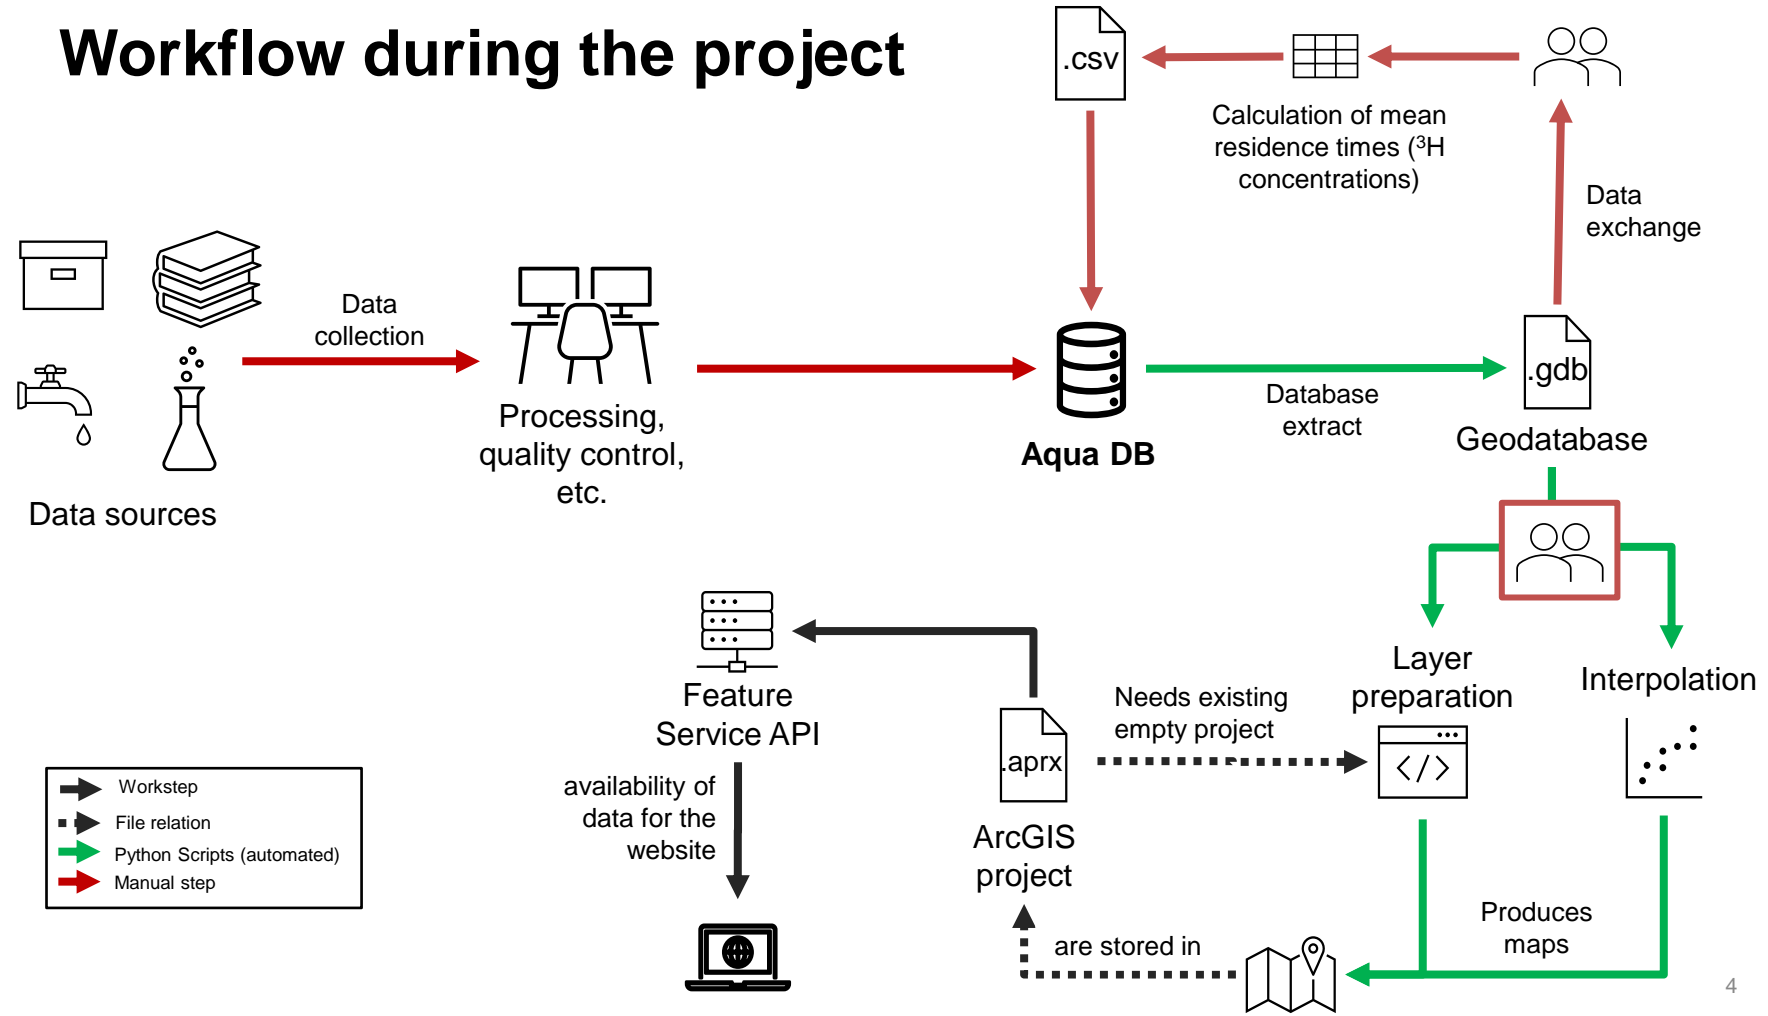 Workflow during the project
.csv
Calculation of mean
residence times (³H
concentrations)
Data
exchange
Data
collection
Processing,
quality control,
etc.
Data sources
Aqua DB
Database
extract
.gdb
Geodatabase
Layer
preparation
Interpolation
Needs existing
empty project
.aprx
ArcGIS
project
Feature
Service API
availability of
data for the
website
are stored in
Produces
maps
Workstep
File relation
Python Scripts (automated)
Manual step
4